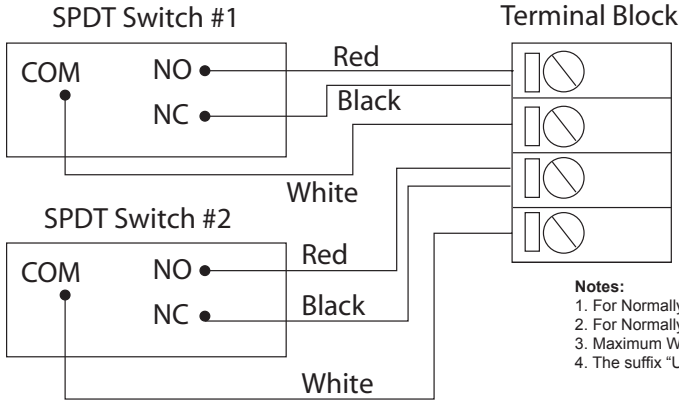 SPDT Switch #1
Terminal Block
COM
NO
NC
Red
Black
White
SPDT Switch #2
COM
NO
NC
Red
Black
White
Notes:
1. For Normally
2. For Normally
3. Maximum W
4. The suffix “U